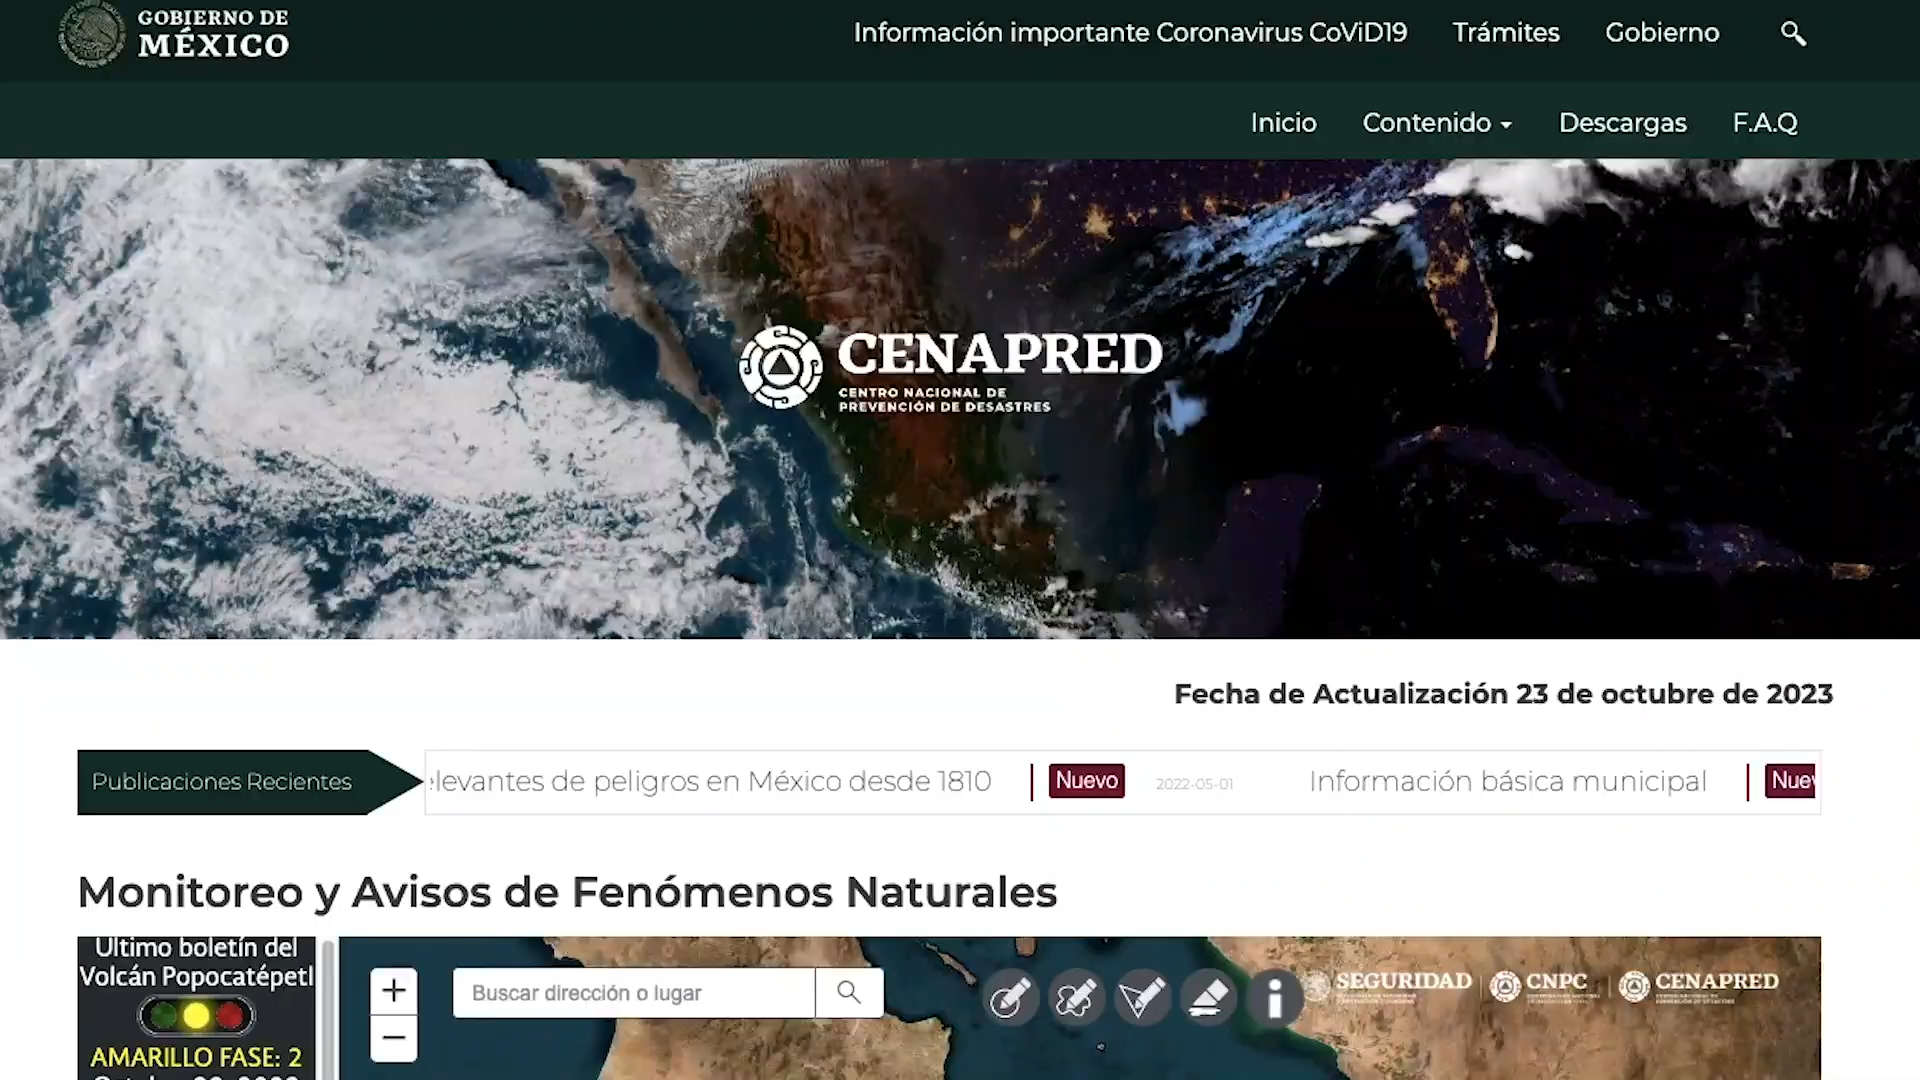 GOBIERNO DE
MÉXICO
Información importante Coronavirus CoViD19 Trámites Gobierno
Inicio Contenido Descargas F.A.Q
CENAPRED
CENTRO NACIONAL DE
PREVENCIÓN DE DESASTRES
Fecha de Actualización 23 de octubre de 2023
Publicaciones Recientes
levantes de peligros en México desde 1810 Nuevo 2022-05-01 Información básica municipal Nuev
Monitoreo y Avisos de Fenómenos Naturales
Último boletín del
Volcán Popocatépetl
AMARILLO FASE: 2
+
−
Buscar dirección o lugar
SEGURIDAD CNPC CENAPRED